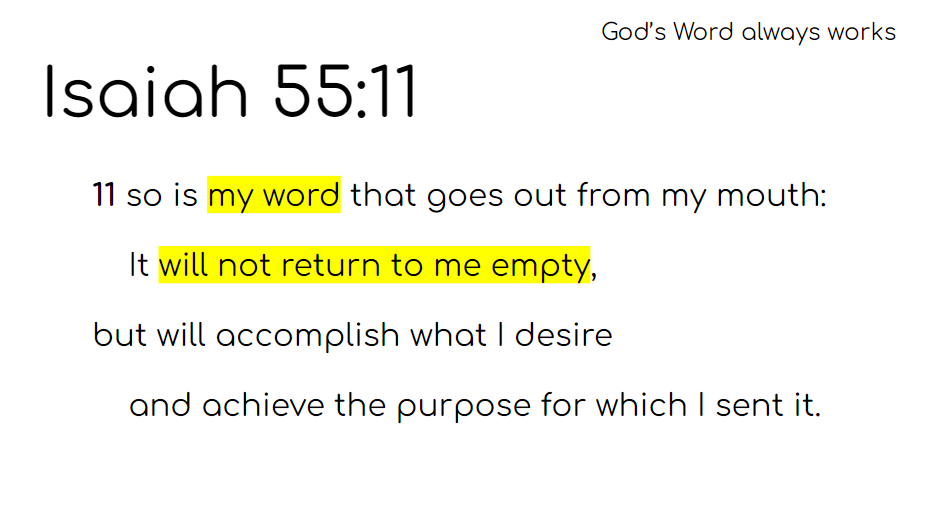 God’s Word always works
Isaiah 55:11
11 so is my word that goes out from my mouth:
It will not return to me empty,
but will accomplish what I desire
and achieve the purpose for which I sent it.